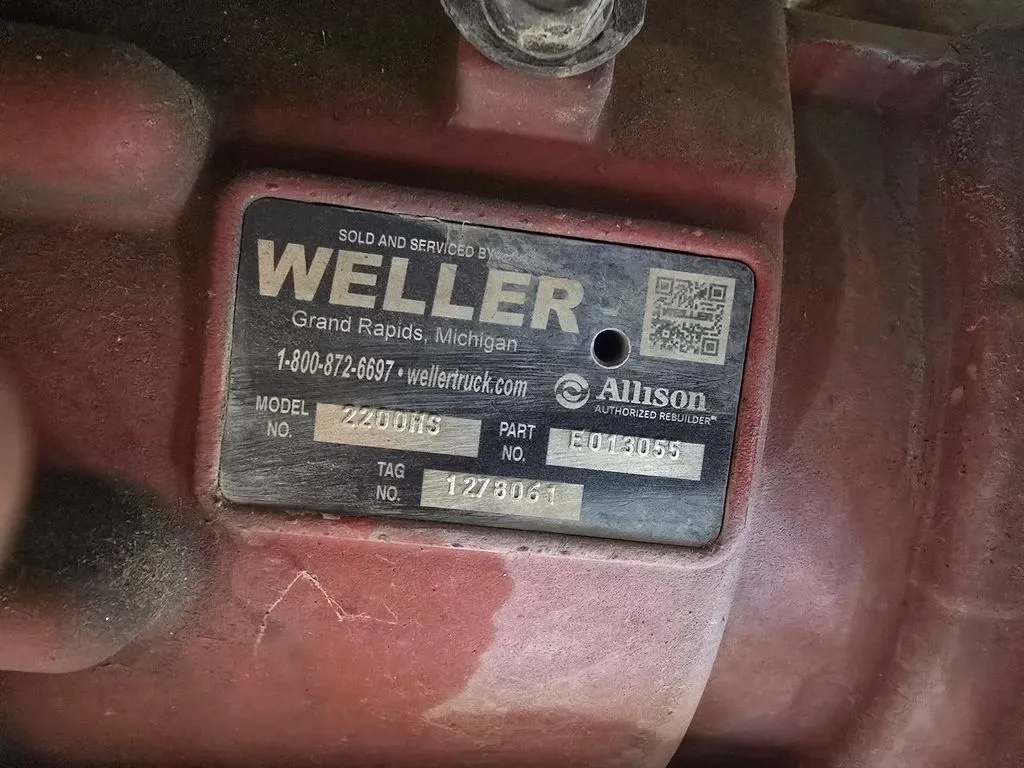 SOLD AND SERVICED BY
WELLER
Grand Rapids, Michigan
1-800-872-6697 • wellertruck.com
Allison
AUTHORIZED REBUILDER
MODEL NO. 2200HS
PART NO. E013055
TAG NO. 1278061